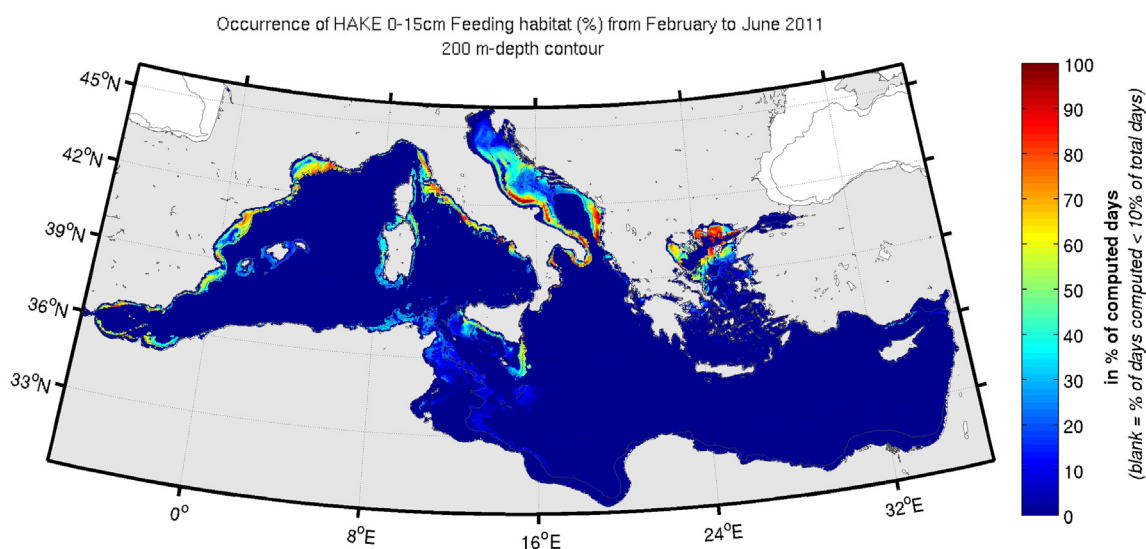 Occurrence of HAKE 0-15cm Feeding habitat (%) from February to June 2011
200 m-depth contour
45°N
42°N
39°N
36°N
33°N
0°
8°E
16°E
24°E
32°E
100
90
80
70
60
50
40
30
20
10
0
in % of computed days
(blank = % of days computed < 10% of total days)